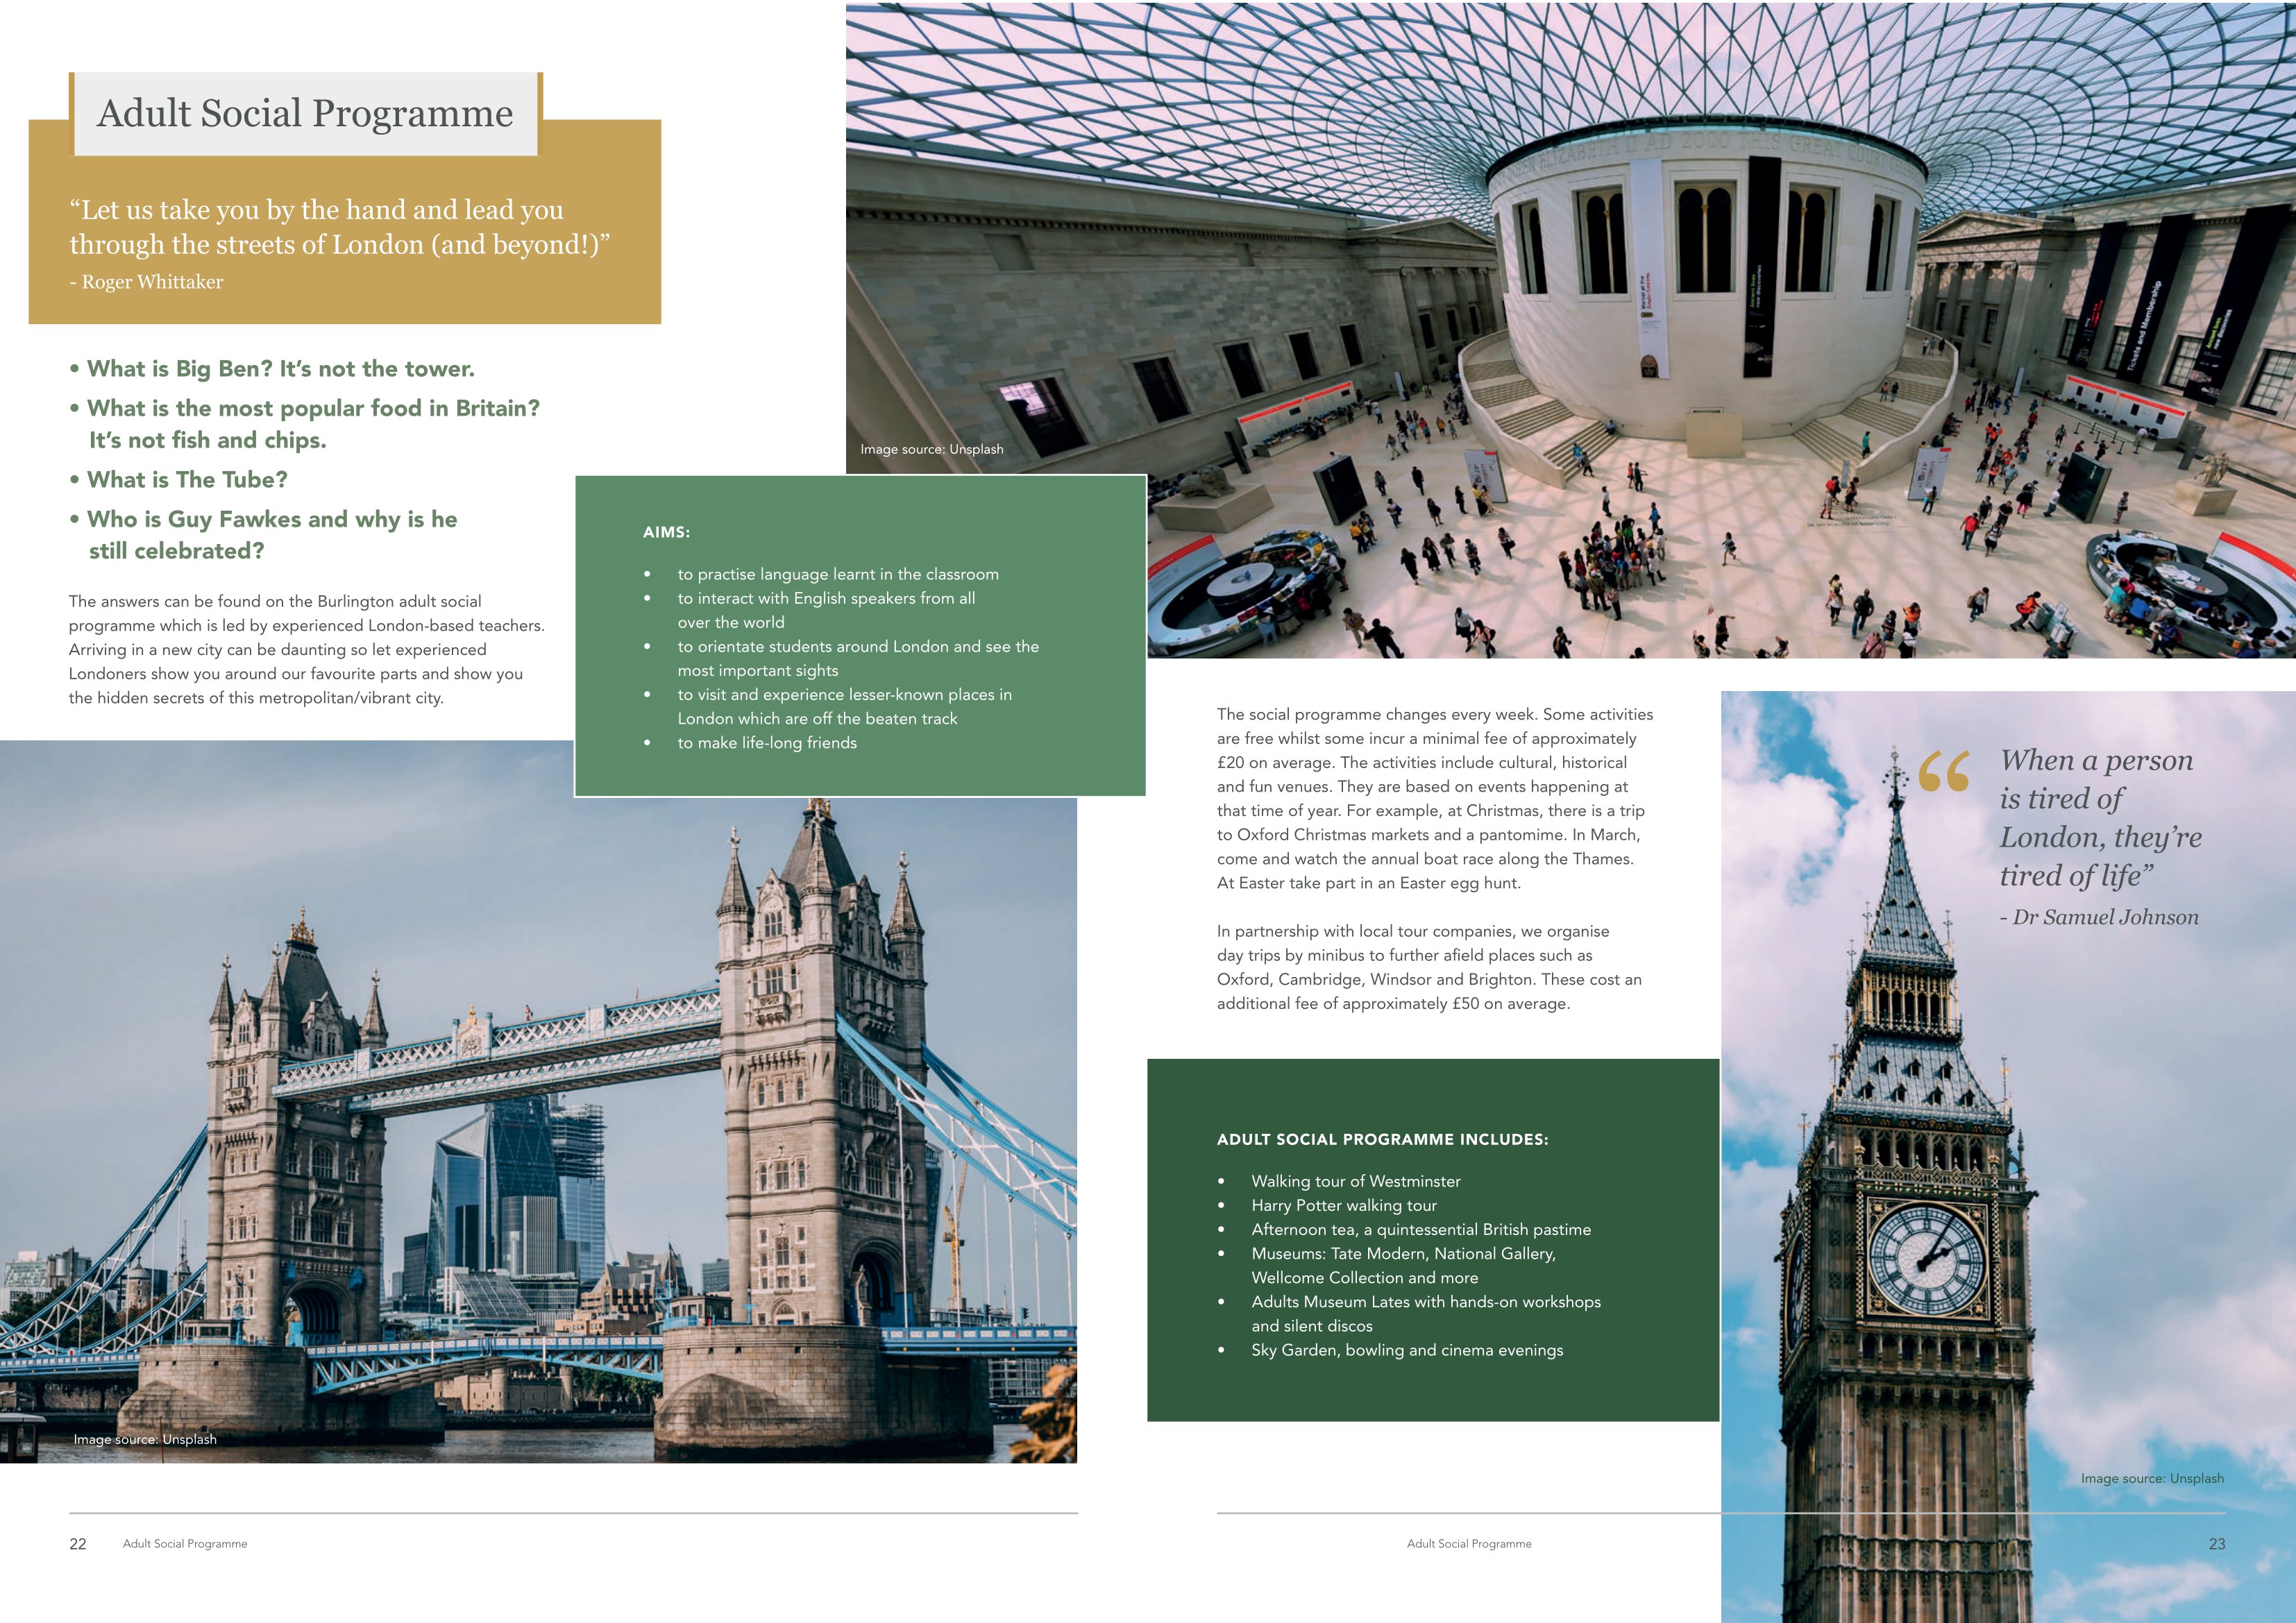 Adult Social Programme
“Let us take you by the hand and lead you
through the streets of London (and beyond!)”
- Roger Whittaker
• What is Big Ben? It’s not the tower.
• What is the most popular food in Britain?
It’s not fish and chips.
• What is The Tube?
• Who is Guy Fawkes and why is he
still celebrated?
The answers can be found on the Burlington adult social
programme which is led by experienced London-based teachers.
Arriving in a new city can be daunting so let experienced
Londoners show you around our favourite parts and show you
the hidden secrets of this metropolitan/vibrant city.
AIMS:
• to practise language learnt in the classroom
• to interact with English speakers from all
over the world
• to orientate students around London and see the
most important sights
• to visit and experience lesser-known places in
London which are off the beaten track
• to make life-long friends
Image source: Unsplash
22 Adult Social Programme
Image source: Unsplash
Tickets and Membership
The social programme changes every week. Some activities
are free whilst some incur a minimal fee of approximately
£20 on average. The activities include cultural, historical
and fun venues. They are based on events happening at
that time of year. For example, at Christmas, there is a trip
to Oxford Christmas markets and a pantomime. In March,
come and watch the annual boat race along the Thames.
At Easter take part in an Easter egg hunt.
In partnership with local tour companies, we organise
day trips by minibus to further afield places such as
Oxford, Cambridge, Windsor and Brighton. These cost an
additional fee of approximately £50 on average.
“ When a person
is tired of
London, they’re
tired of life”
- Dr Samuel Johnson
ADULT SOCIAL PROGRAMME INCLUDES:
• Walking tour of Westminster
• Harry Potter walking tour
• Afternoon tea, a quintessential British pastime
• Museums: Tate Modern, National Gallery,
Wellcome Collection and more
• Adults Museum Lates with hands-on workshops
and silent discos
• Sky Garden, bowling and cinema evenings
Image source: Unsplash
Adult Social Programme 23